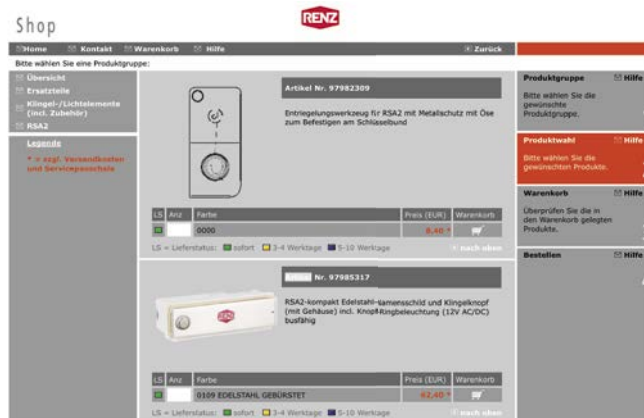 Shop
RENZ
Home Kontakt Warenkorb Hilfe Zurück
Bitte wählen Sie eine Produktgruppe:
Übersicht
Ersatzteile
Klingel-/Lichtelemente
(incl. Zubehör)
RSA2
Legende
* = zzgl. Versandkosten
und Servicepauschale
Artikel Nr. 97982309
Entriegelungswerkzeug für RSA2 mit Metallschutz mit Öse
zum Befestigen am Schlüsselbund
LS Anz Farbe Preis (EUR) Warenkorb
0000 8,40 *
LS = Lieferstatus: sofort 3-4 Werktage 5-10 Werktage nach oben
Nr. 97985317
RENZ
RSA2-kompakt Edelstahl-Namensschild und Klingelknopf
(mit Gehäuse) incl. Knopf-Ringbeleuchtung (12V AC/DC)
busfähig
LS Anz Farbe Preis (EUR) Warenkorb
0109 EDELSTAHL GEBÜRSTET 62,40 *
LS = Lieferstatus: sofort 3-4 Werktage 5-10 Werktage nach oben
Produktgruppe Hilfe
Bitte wählen Sie die
gewünschte
Produktgruppe.
Produktwahl Hilfe
Bitte wählen Sie die
gewünschten Produkte.
Warenkorb Hilfe
Überprüfen Sie die in
den Warenkorb gelegten
Produkte.
Bestellen Hilfe